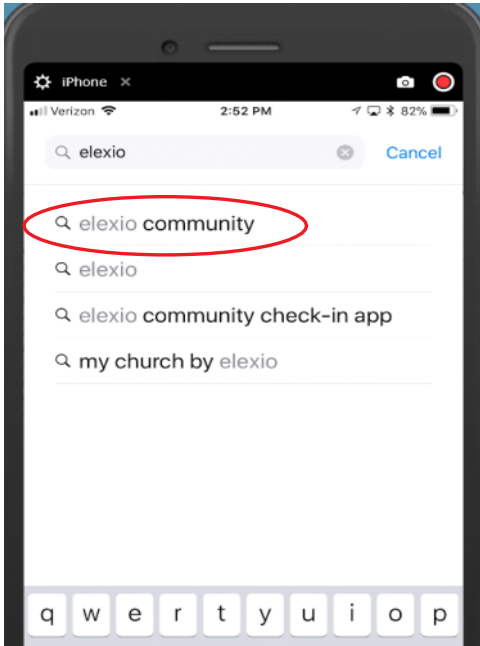 iPhone ×
Verizon 2:52 PM 82%
elexio Cancel
elexio community
elexio
elexio community check-in app
my church by elexio
q w e r t y u i o p